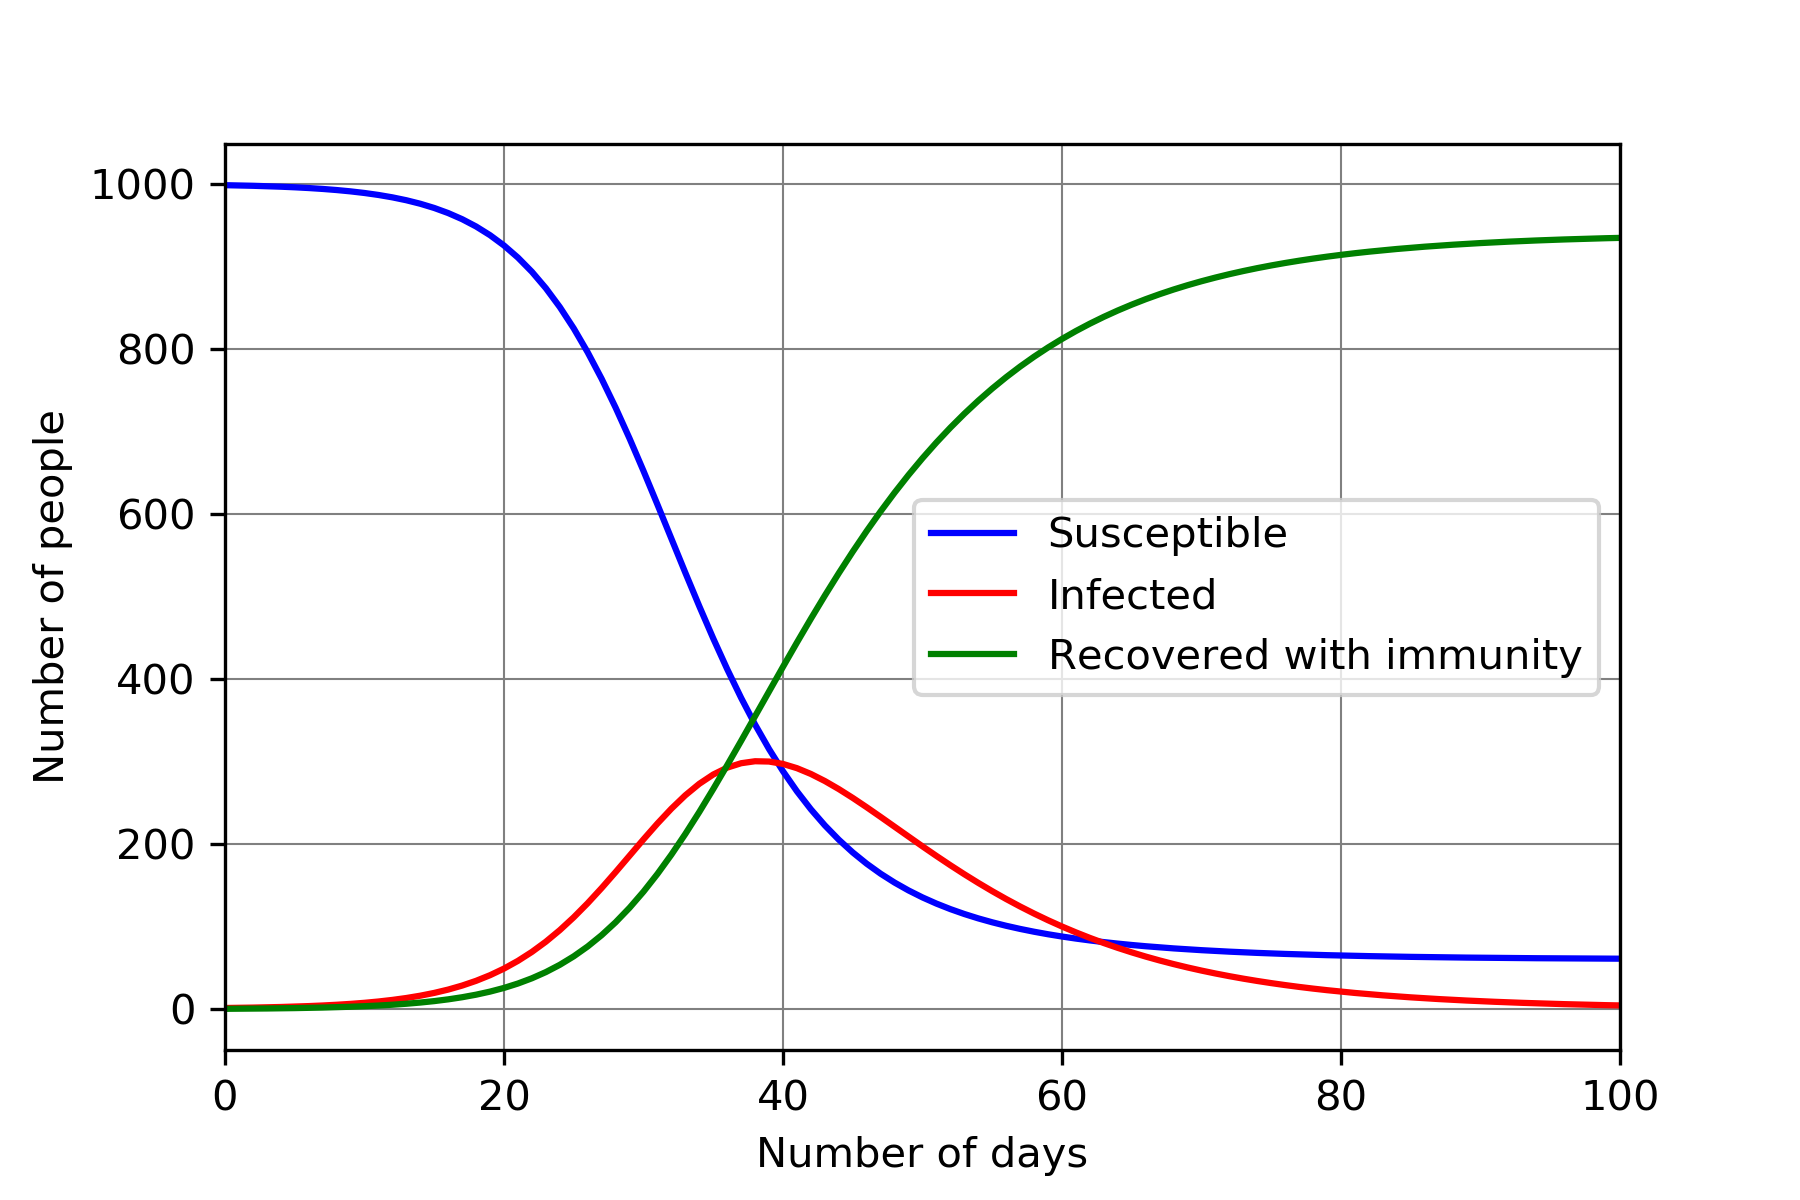 1000
800
600
400
200
0
Number of people
Susceptible
Infected
Recovered with immunity
0 20 40 60 80 100
Number of days